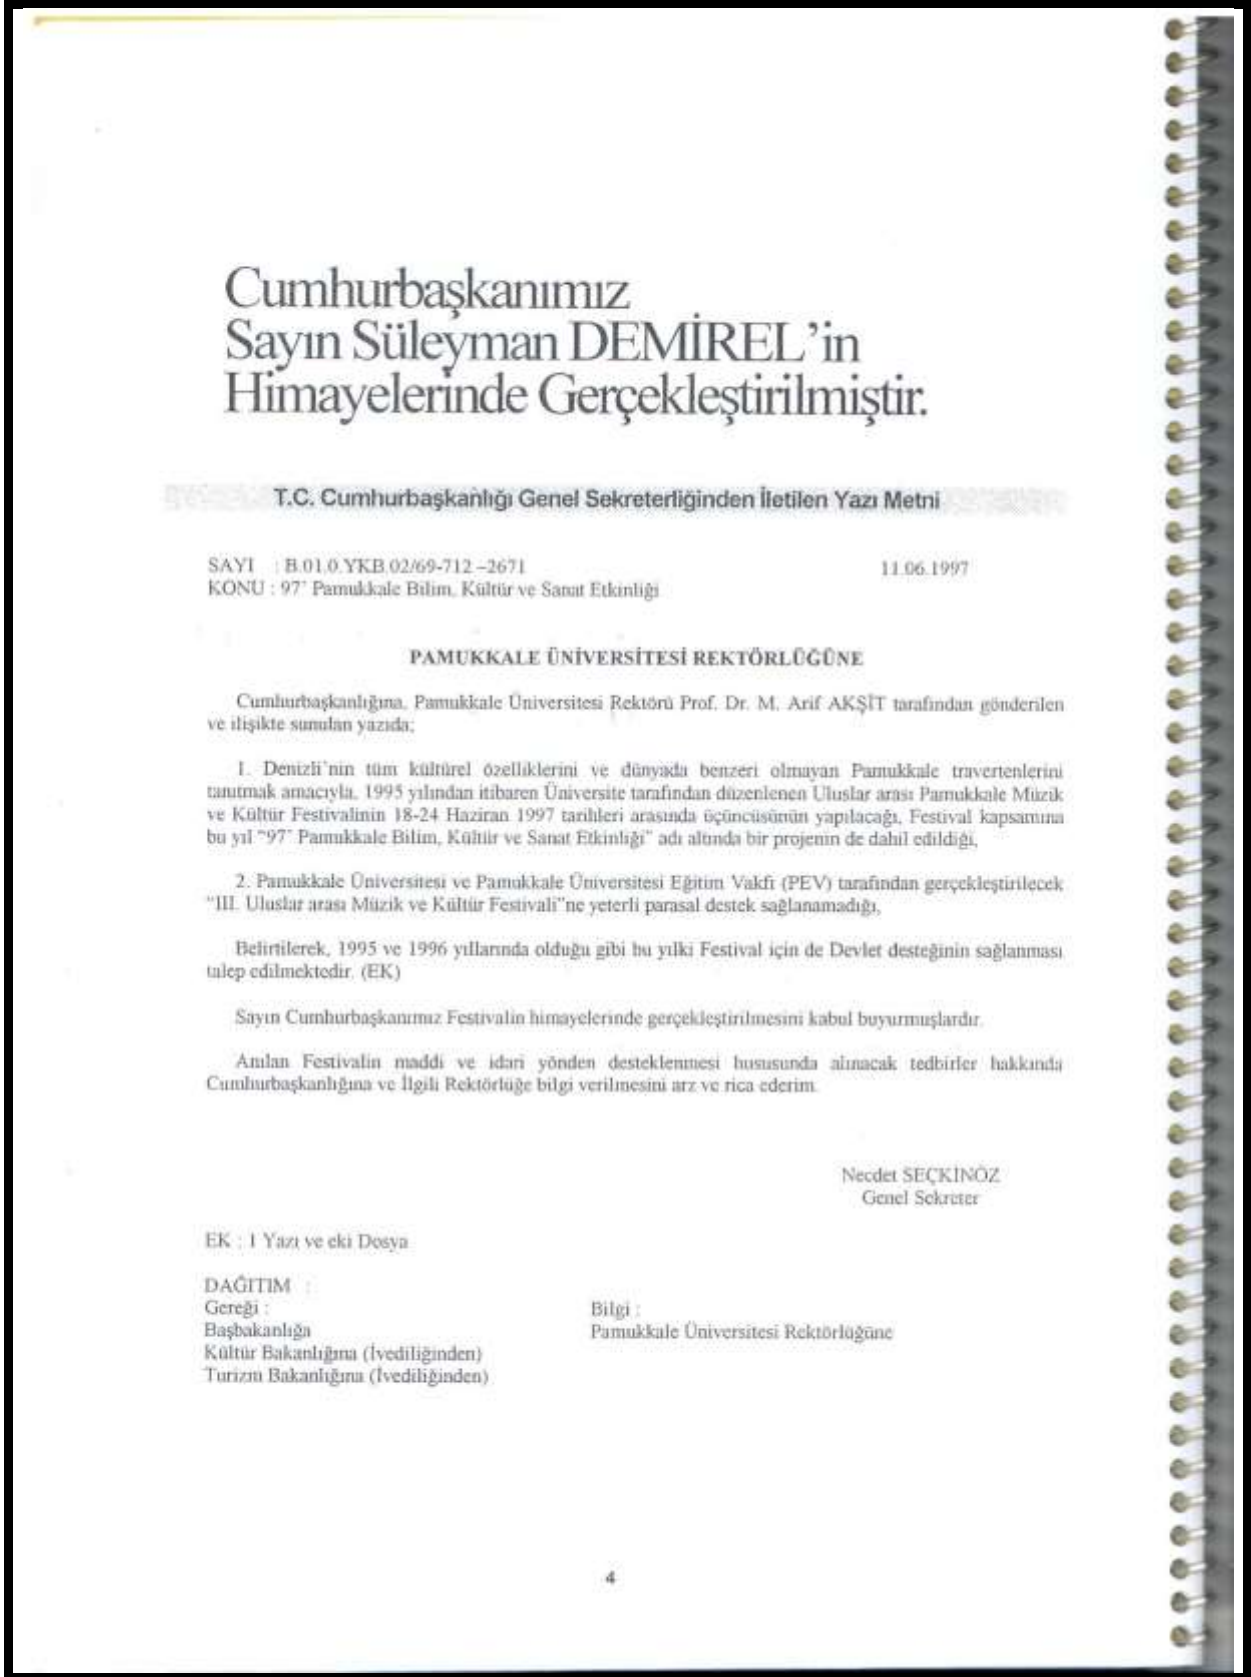 Cumhurbaşkanımız
Sayın Süleyman DEMİREL'in
Himayelerinde Gerçekleştirilmiştir.
T.C. Cumhurbaşkanlığı Genel Sekreterliğinden İletilen Yazı Metni
SAYI : B.01.0.YKB.02/69-712 –2671 11.06.1997
KONU : 97' Pamukkale Bilim, Kültür ve Sanat Etkinliği
PAMUKKALE ÜNİVERSİTESİ REKTÖRLÜĞÜNE
Cumhurbaşkanlığına, Pamukkale Üniversitesi Rektörü Prof. Dr. M. Arif AKŞİT tarafından gönderilen
ve ilişikte sunulan yazıda;
1. Denizli'nin tüm kültürel özelliklerini ve dünyada benzeri olmayan Pamukkale travertenlerini
tanıtmak amacıyla, 1995 yılından itibaren Üniversite tarafından düzenlenen Uluslar arası Pamukkale Müzik
ve Kültür Festivalinin 18-24 Haziran 1997 tarihleri arasında üçüncüsünün yapılacağı, Festival kapsamına
bu yıl "97' Pamukkale Bilim, Kültür ve Sanat Etkinliği" adı altında bir projenin de dahil edildiği,
2. Pamukkale Üniversitesi ve Pamukkale Üniversitesi Eğitim Vakfı (PEV) tarafından gerçekleştirilecek
"III. Uluslar arası Müzik ve Kültür Festivali"ne yeterli parasal destek sağlanamadığı,
Belirtilerek, 1995 ve 1996 yıllarında olduğu gibi bu yılki Festival için de Devlet desteğinin sağlanması
talep edilmektedir. (EK)
Sayın Cumhurbaşkanımız Festivalin himayelerinde gerçekleştirilmesini kabul buyurmuşlardır.
Anılan Festivalin maddi ve idari yönden desteklenmesi hususunda alınacak tedbirler hakkında
Cumhurbaşkanlığına ve İlgili Rektörlüğe bilgi verilmesini arz ve rica ederim.
Necdet SEÇKİNÖZ
Genel Sekreter
EK : 1 Yazı ve eki Dosya
DAĞITIM :
Gereği : Bilgi :
Başbakanlığa Pamukkale Üniversitesi Rektörlüğüne
Kültür Bakanlığına (İvediliğinden)
Turizm Bakanlığına (İvediliğinden)
4